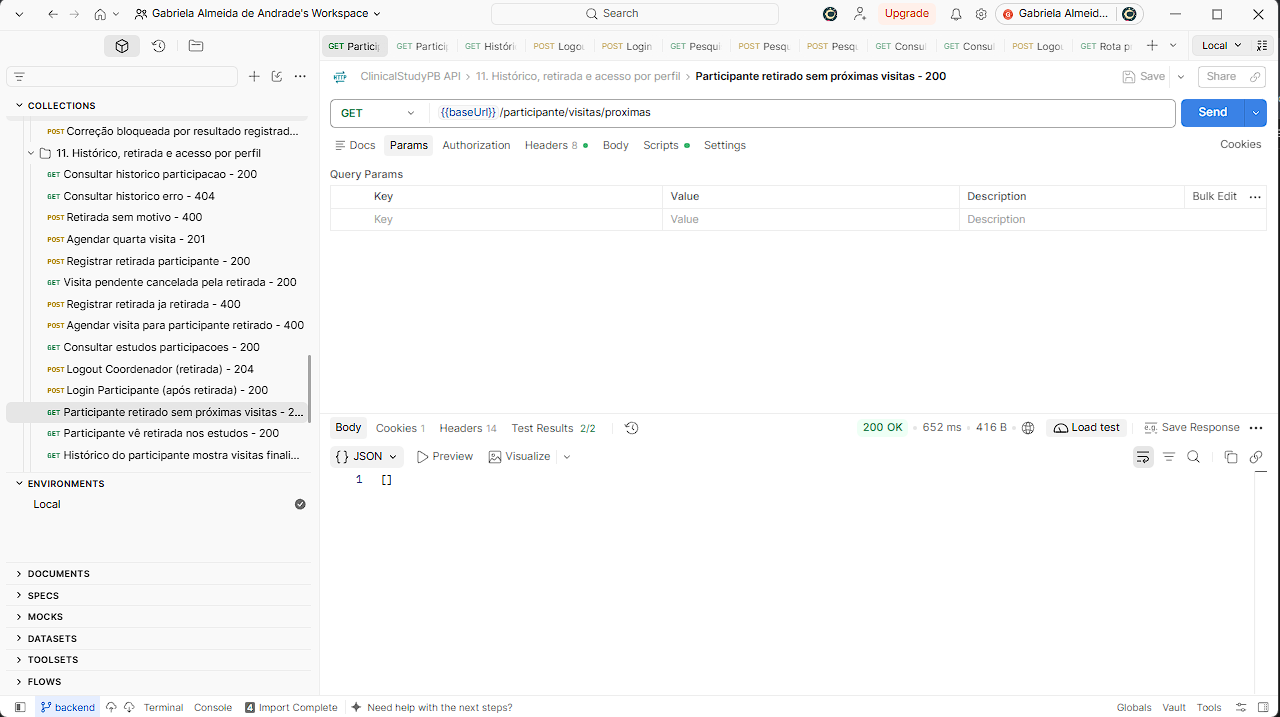 Gabriela Almeida de Andrade's Workspace
Search
Upgrade
Gabriela Almeid...
GET Particip
GET Particip
GET Históri
POST Logou
POST Login
GET Pesqui
POST Pesqu
POST Pesqu
GET Consul
GET Consul
POST Logou
GET Rota p
Local
ClinicalStudyPB API > 11. Histórico, retirada e acesso por perfil > Participante retirado sem próximas visitas - 200
Save
Share
COLLECTIONS
POST Correção bloqueada por resultado registrad...
11. Histórico, retirada e acesso por perfil
GET Consultar historico participacao - 200
GET Consultar historico erro - 404
POST Retirada sem motivo - 400
POST Agendar quarta visita - 201
POST Registrar retirada participante - 200
GET Visita pendente cancelada pela retirada - 200
POST Registrar retirada ja retirada - 400
POST Agendar visita para participante retirado - 400
GET Consultar estudos participacoes - 200
POST Logout Coordenador (retirada) - 204
POST Login Participante (após retirada) - 200
GET Participante retirado sem próximas visitas - 2...
GET Participante vê retirada nos estudos - 200
GET Histórico do participante mostra visitas finali...
ENVIRONMENTS
Local
DOCUMENTS
SPECS
MOCKS
DATASETS
TOOLSETS
FLOWS
GET
{{baseUrl}} /participante/visitas/proximas
Send
Docs
Params
Authorization
Headers 8
Body
Scripts
Settings
Cookies
Query Params
Key
Value
Description
Bulk Edit
Key
Value
Description
Body
Cookies 1
Headers 14
Test Results 2/2
200 OK
652 ms
416 B
Load test
e.g. Save Response
{} JSON
Preview
Visualize
1 []
backend
Terminal
Console
4 Import Complete
Need help with the next steps?
Globals
Vault
Tools